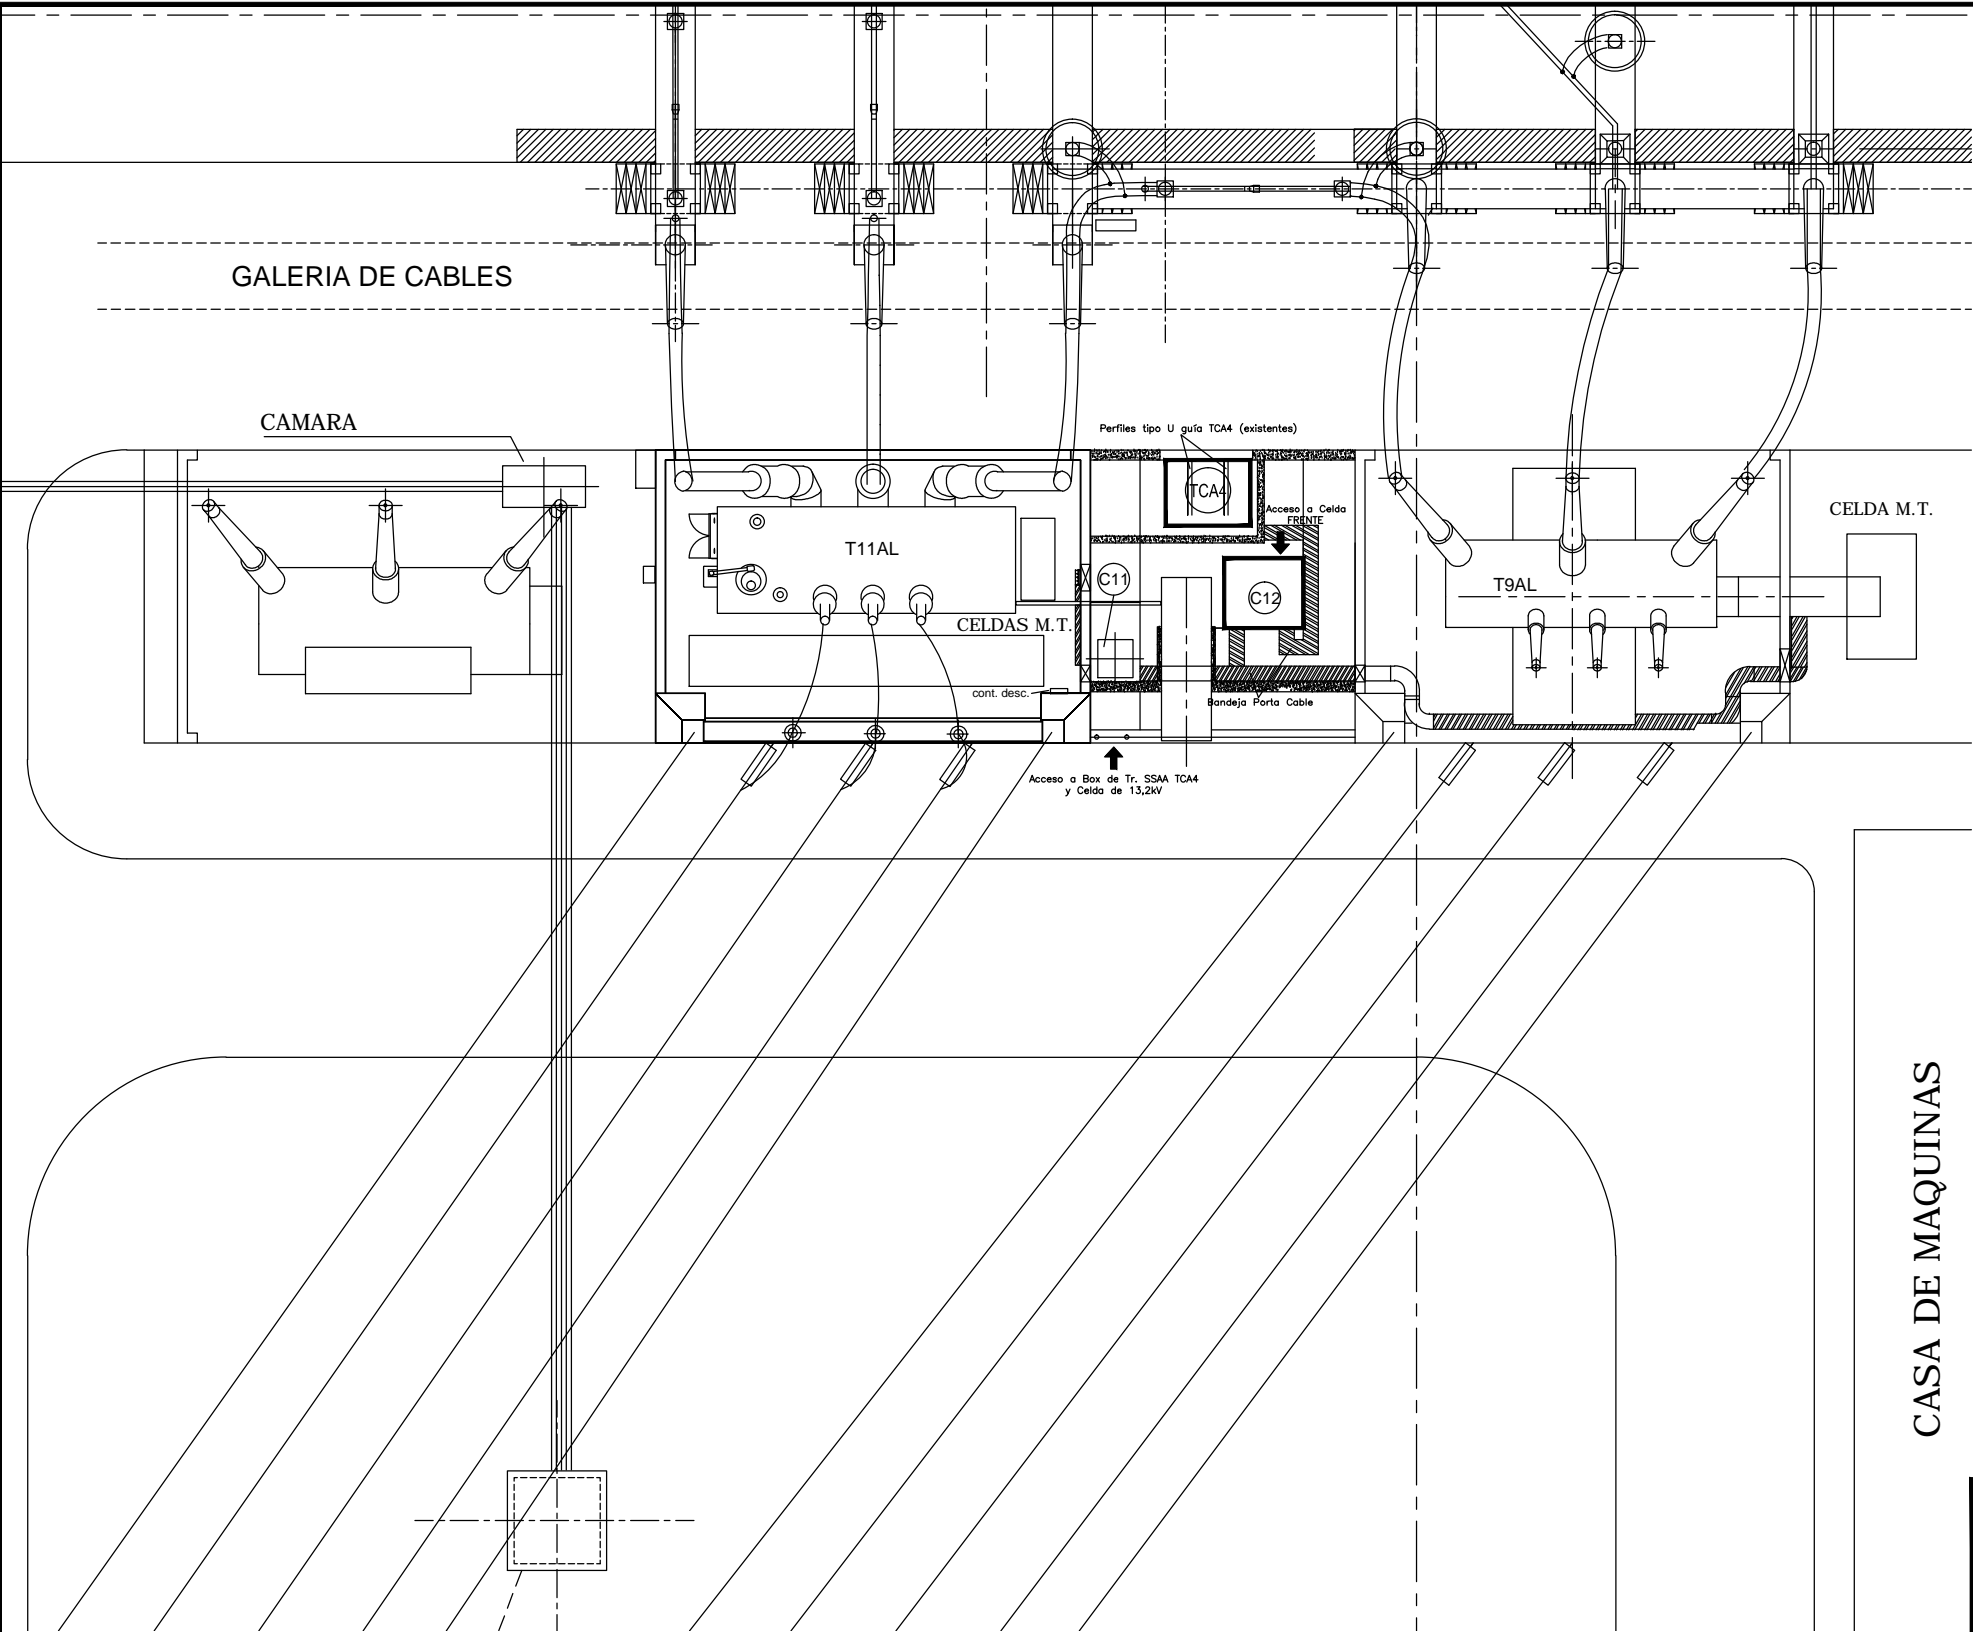 GALERIA DE CABLES
CAMARA
Perfiles tipo U guía TCA4 (existentes)
TCA4
Acceso a Celda
FRENTE
CELDA M.T.
T11AL
C11
C12
T9AL
CELDAS M.T.
cont. desc.
Bandeja Porta Cable
Acceso a Box de Tr. SSAA TCA4
y Celda de 13,2kV
CASA DE MAQUINAS